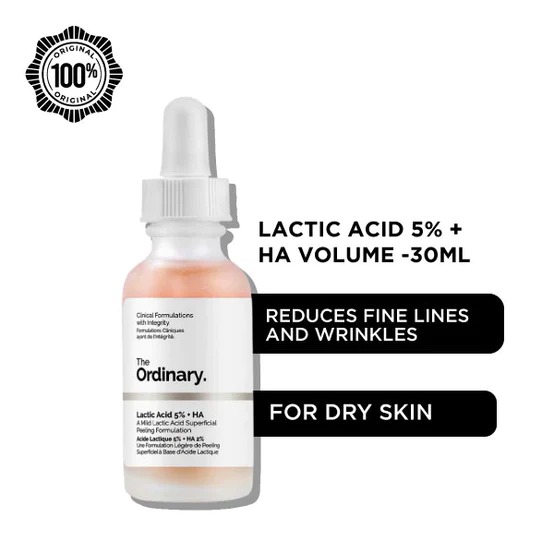 ORIGINAL
100%
ORIGINAL
LACTIC ACID 5% +
HA VOLUME -30ML
REDUCES FINE LINES
AND WRINKLES
FOR DRY SKIN
Clinical Formulations
with Integrity
Formulations Cliniques
ayant de l'intégrité.
The
Ordinary.
Lactic Acid 5% + HA
A Mild Lactic Acid Superficial
Peeling Formulation
Acide Lactique 5% + HA 2%
Une Formulation Légère de Peeling
Superficiel à Base d'Acide Lactique